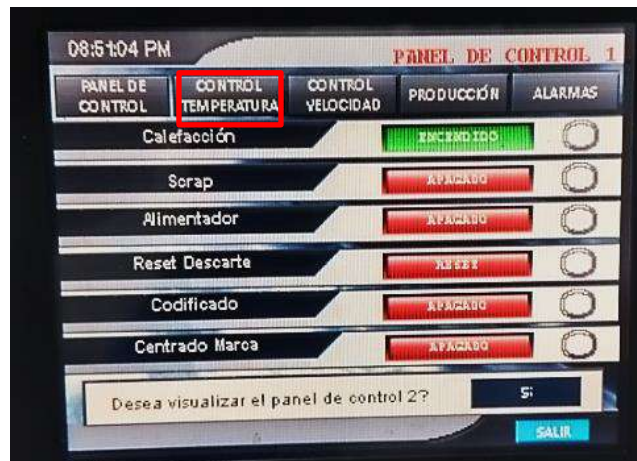 08:51:04 PM
PANEL DE CONTROL 1
PANEL DE CONTROL
CONTROL TEMPERATURA
CONTROL VELOCIDAD
PRODUCCIÓN
ALARMAS
Calefacción ENCENDIDO
Scrap APAGADO
Alimentador APAGADO
Reset Descarte RESET
Codificado APAGADO
Centrado Marca APAGADO
Desea visualizar el panel de control 2? Si
SALIR